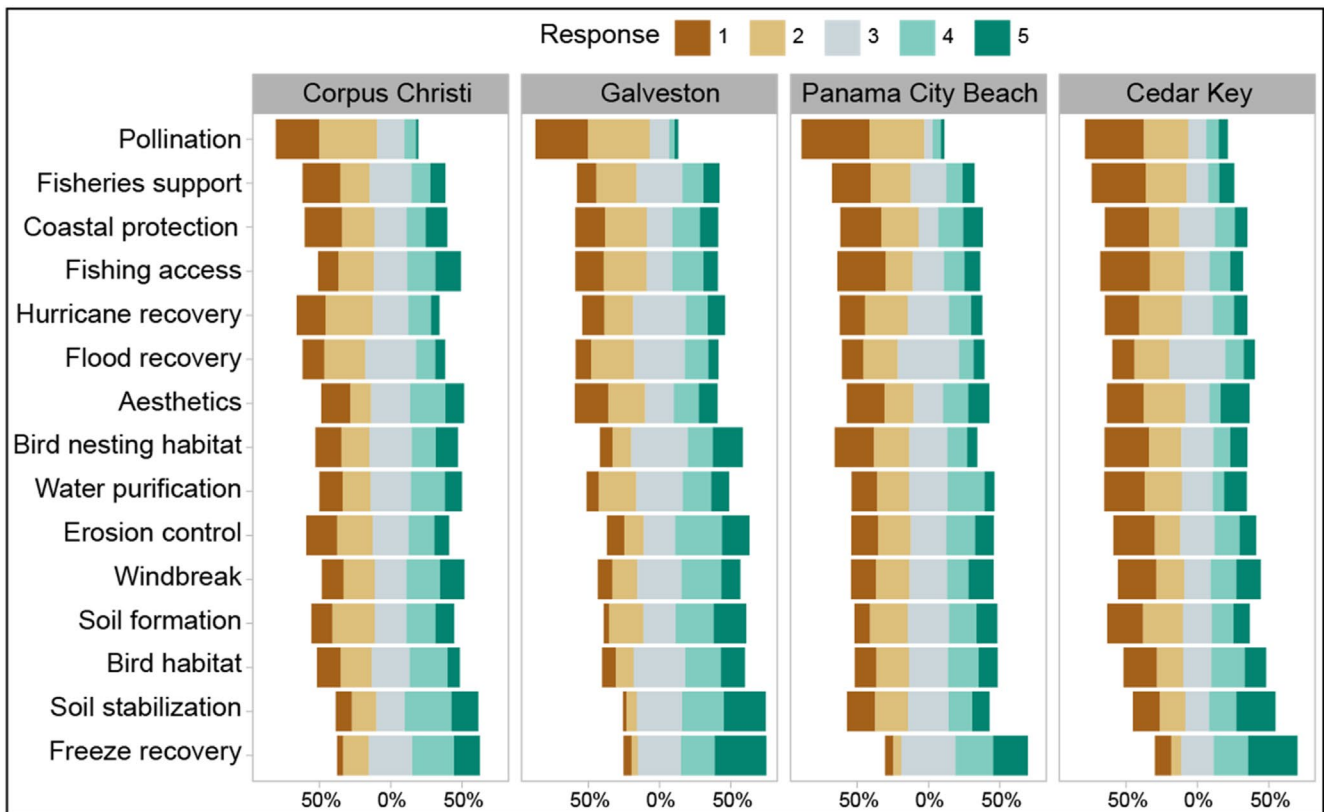 Response 1 2 3 4 5
Corpus Christi Galveston Panama City Beach Cedar Key
Pollination
Fisheries support
Coastal protection
Fishing access
Hurricane recovery
Flood recovery
Aesthetics
Bird nesting habitat
Water purification
Erosion control
Windbreak
Soil formation
Bird habitat
Soil stabilization
Freeze recovery
50% 0% 50% 50% 0% 50% 50% 0% 50% 50% 0% 50%